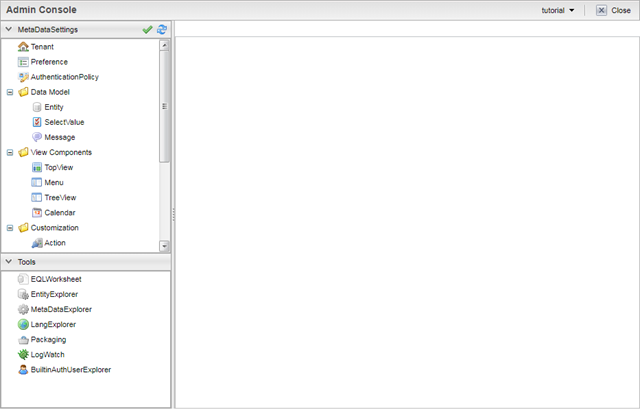 Admin Console
tutorial
Close
MetaDataSettings
Tenant
Preference
AuthenticationPolicy
Data Model
Entity
SelectValue
Message
View Components
TopView
Menu
TreeView
Calendar
Customization
Action
Tools
EQLWorksheet
EntityExplorer
MetaDataExplorer
LangExplorer
Packaging
LogWatch
BuiltinAuthUserExplorer